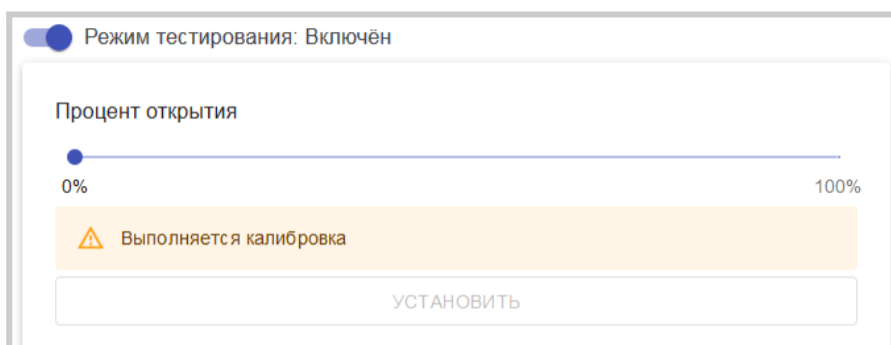 Режим тестирования: Включён
Процент открытия
0% 100%
Выполняется калибровка
УСТАНОВИТЬ